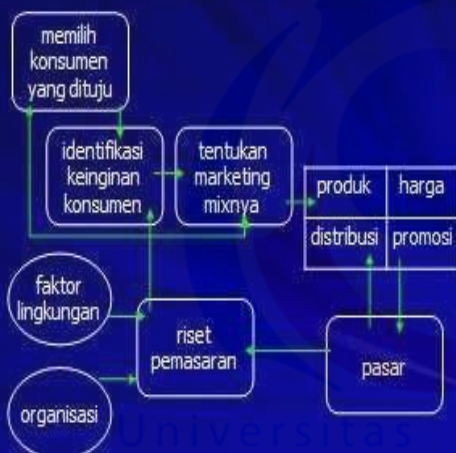 memilih
konsumen
yang dituju
identifikasi
keinginan
konsumen
tentukan
marketing
mixnya
produk harga
distribusi promosi
faktor
lingkungan
riset
pemasaran
pasar
organisasi
Universitas